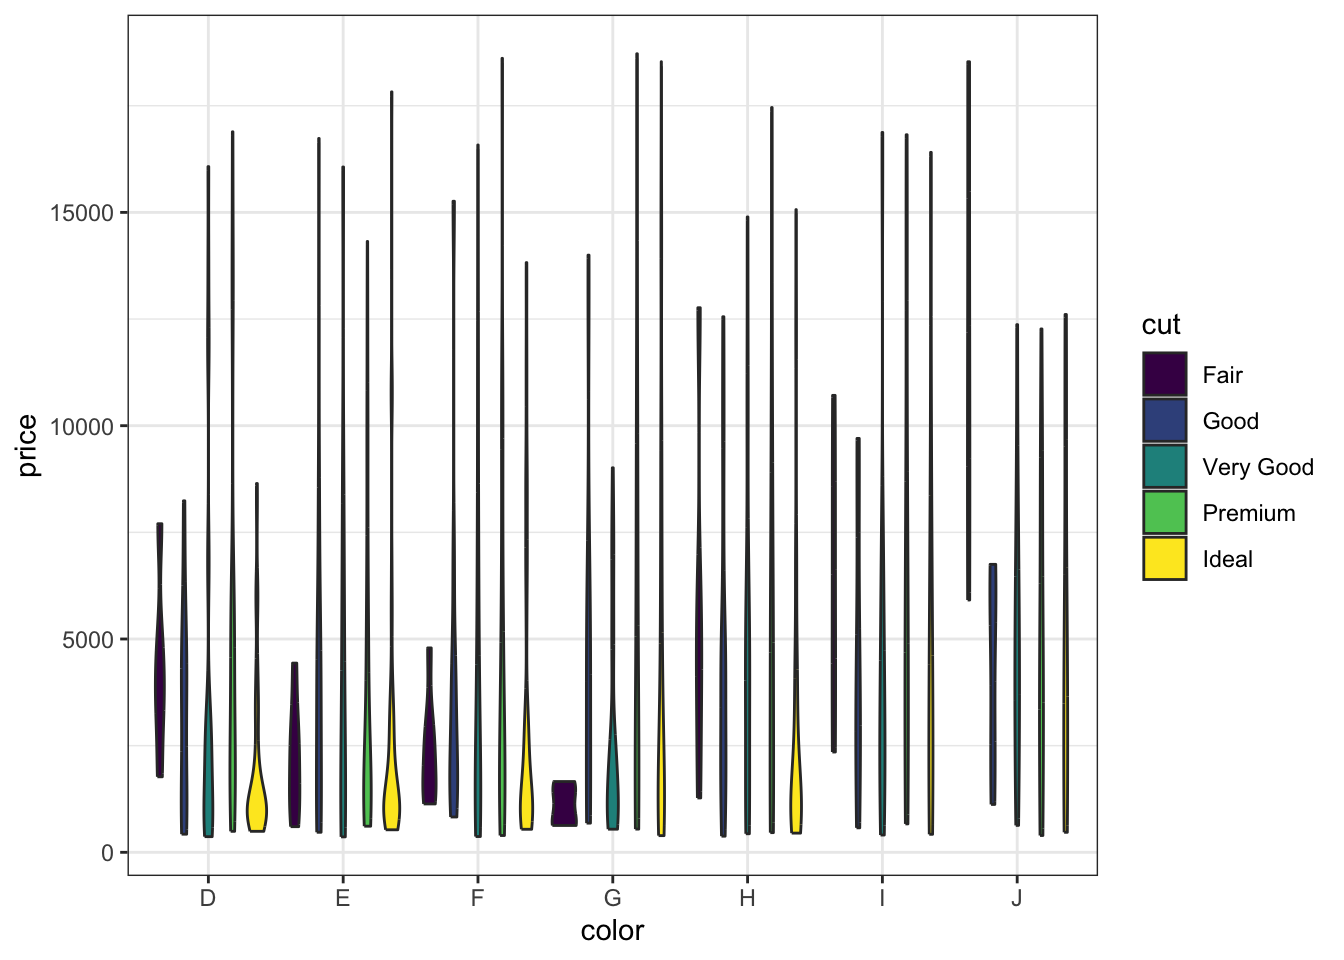 15000
10000
5000
0
price
D E F G H I J
color
cut
Fair
Good
Very Good
Premium
Ideal